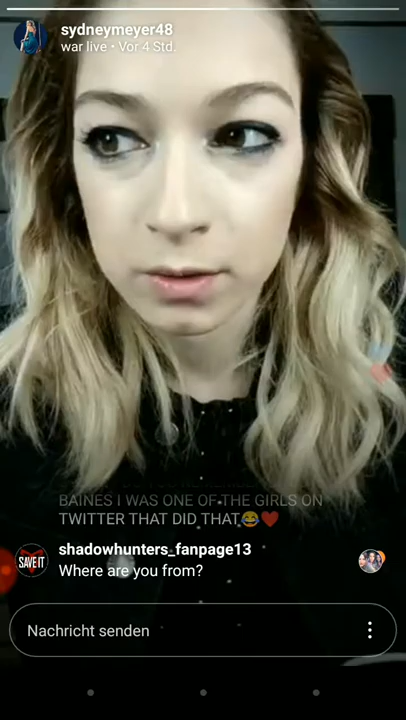 sydneymeyer48
war live • Vor 4 Std.
BAINES I WAS ONE OF THE GIRLS ON
TWITTER THAT DID THAT😂❤️
SAVE IT
shadowhunters_fanpage13
Where are you from?
Nachricht senden